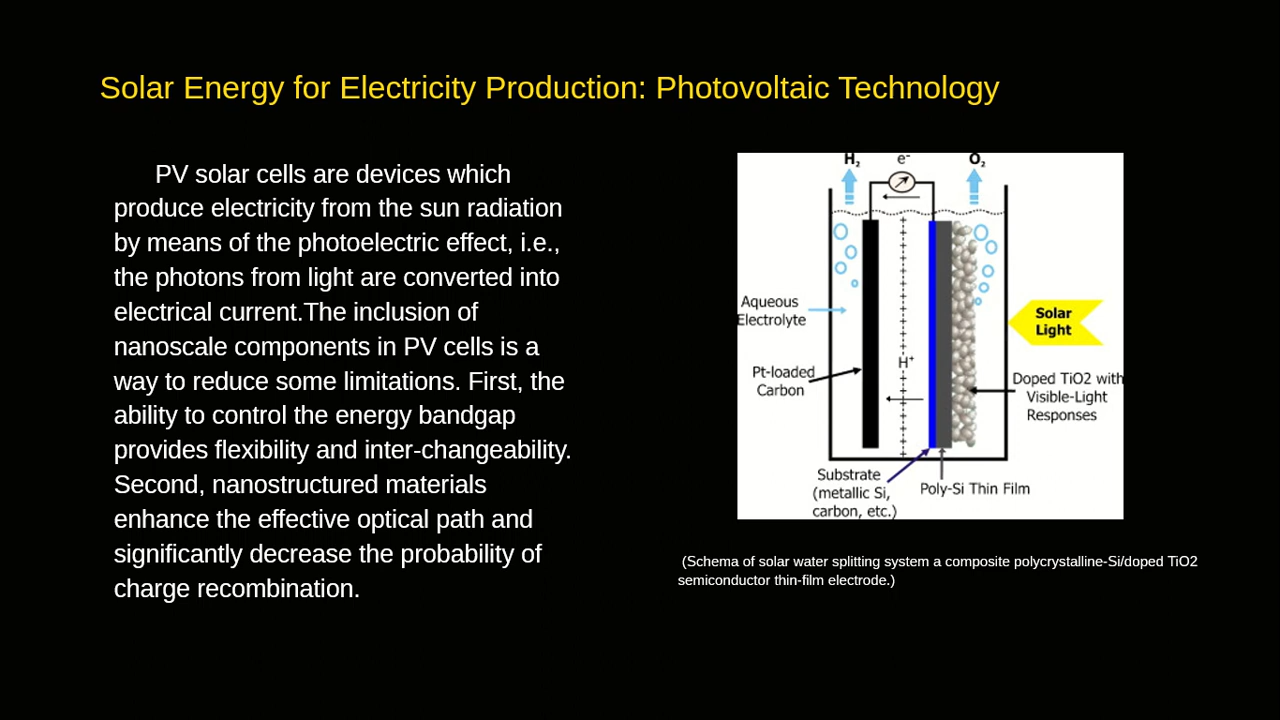 Solar Energy for Electricity Production: Photovoltaic Technology
PV solar cells are devices which
produce electricity from the sun radiation
by means of the photoelectric effect, i.e.,
the photons from light are converted into
electrical current.The inclusion of
nanoscale components in PV cells is a
way to reduce some limitations. First, the
ability to control the energy bandgap
provides flexibility and inter-changeability.
Second, nanostructured materials
enhance the effective optical path and
significantly decrease the probability of
charge recombination.
H₂ e⁻ O₂
Aqueous
Electrolyte
Solar
Light
H⁺
Pt-loaded
Carbon
Doped TiO2 with
Visible-Light
Responses
Substrate
(metallic Si,
carbon, etc.)
Poly-Si Thin Film
(Schema of solar water splitting system a composite polycrystalline-Si/doped TiO2
semiconductor thin-film electrode.)